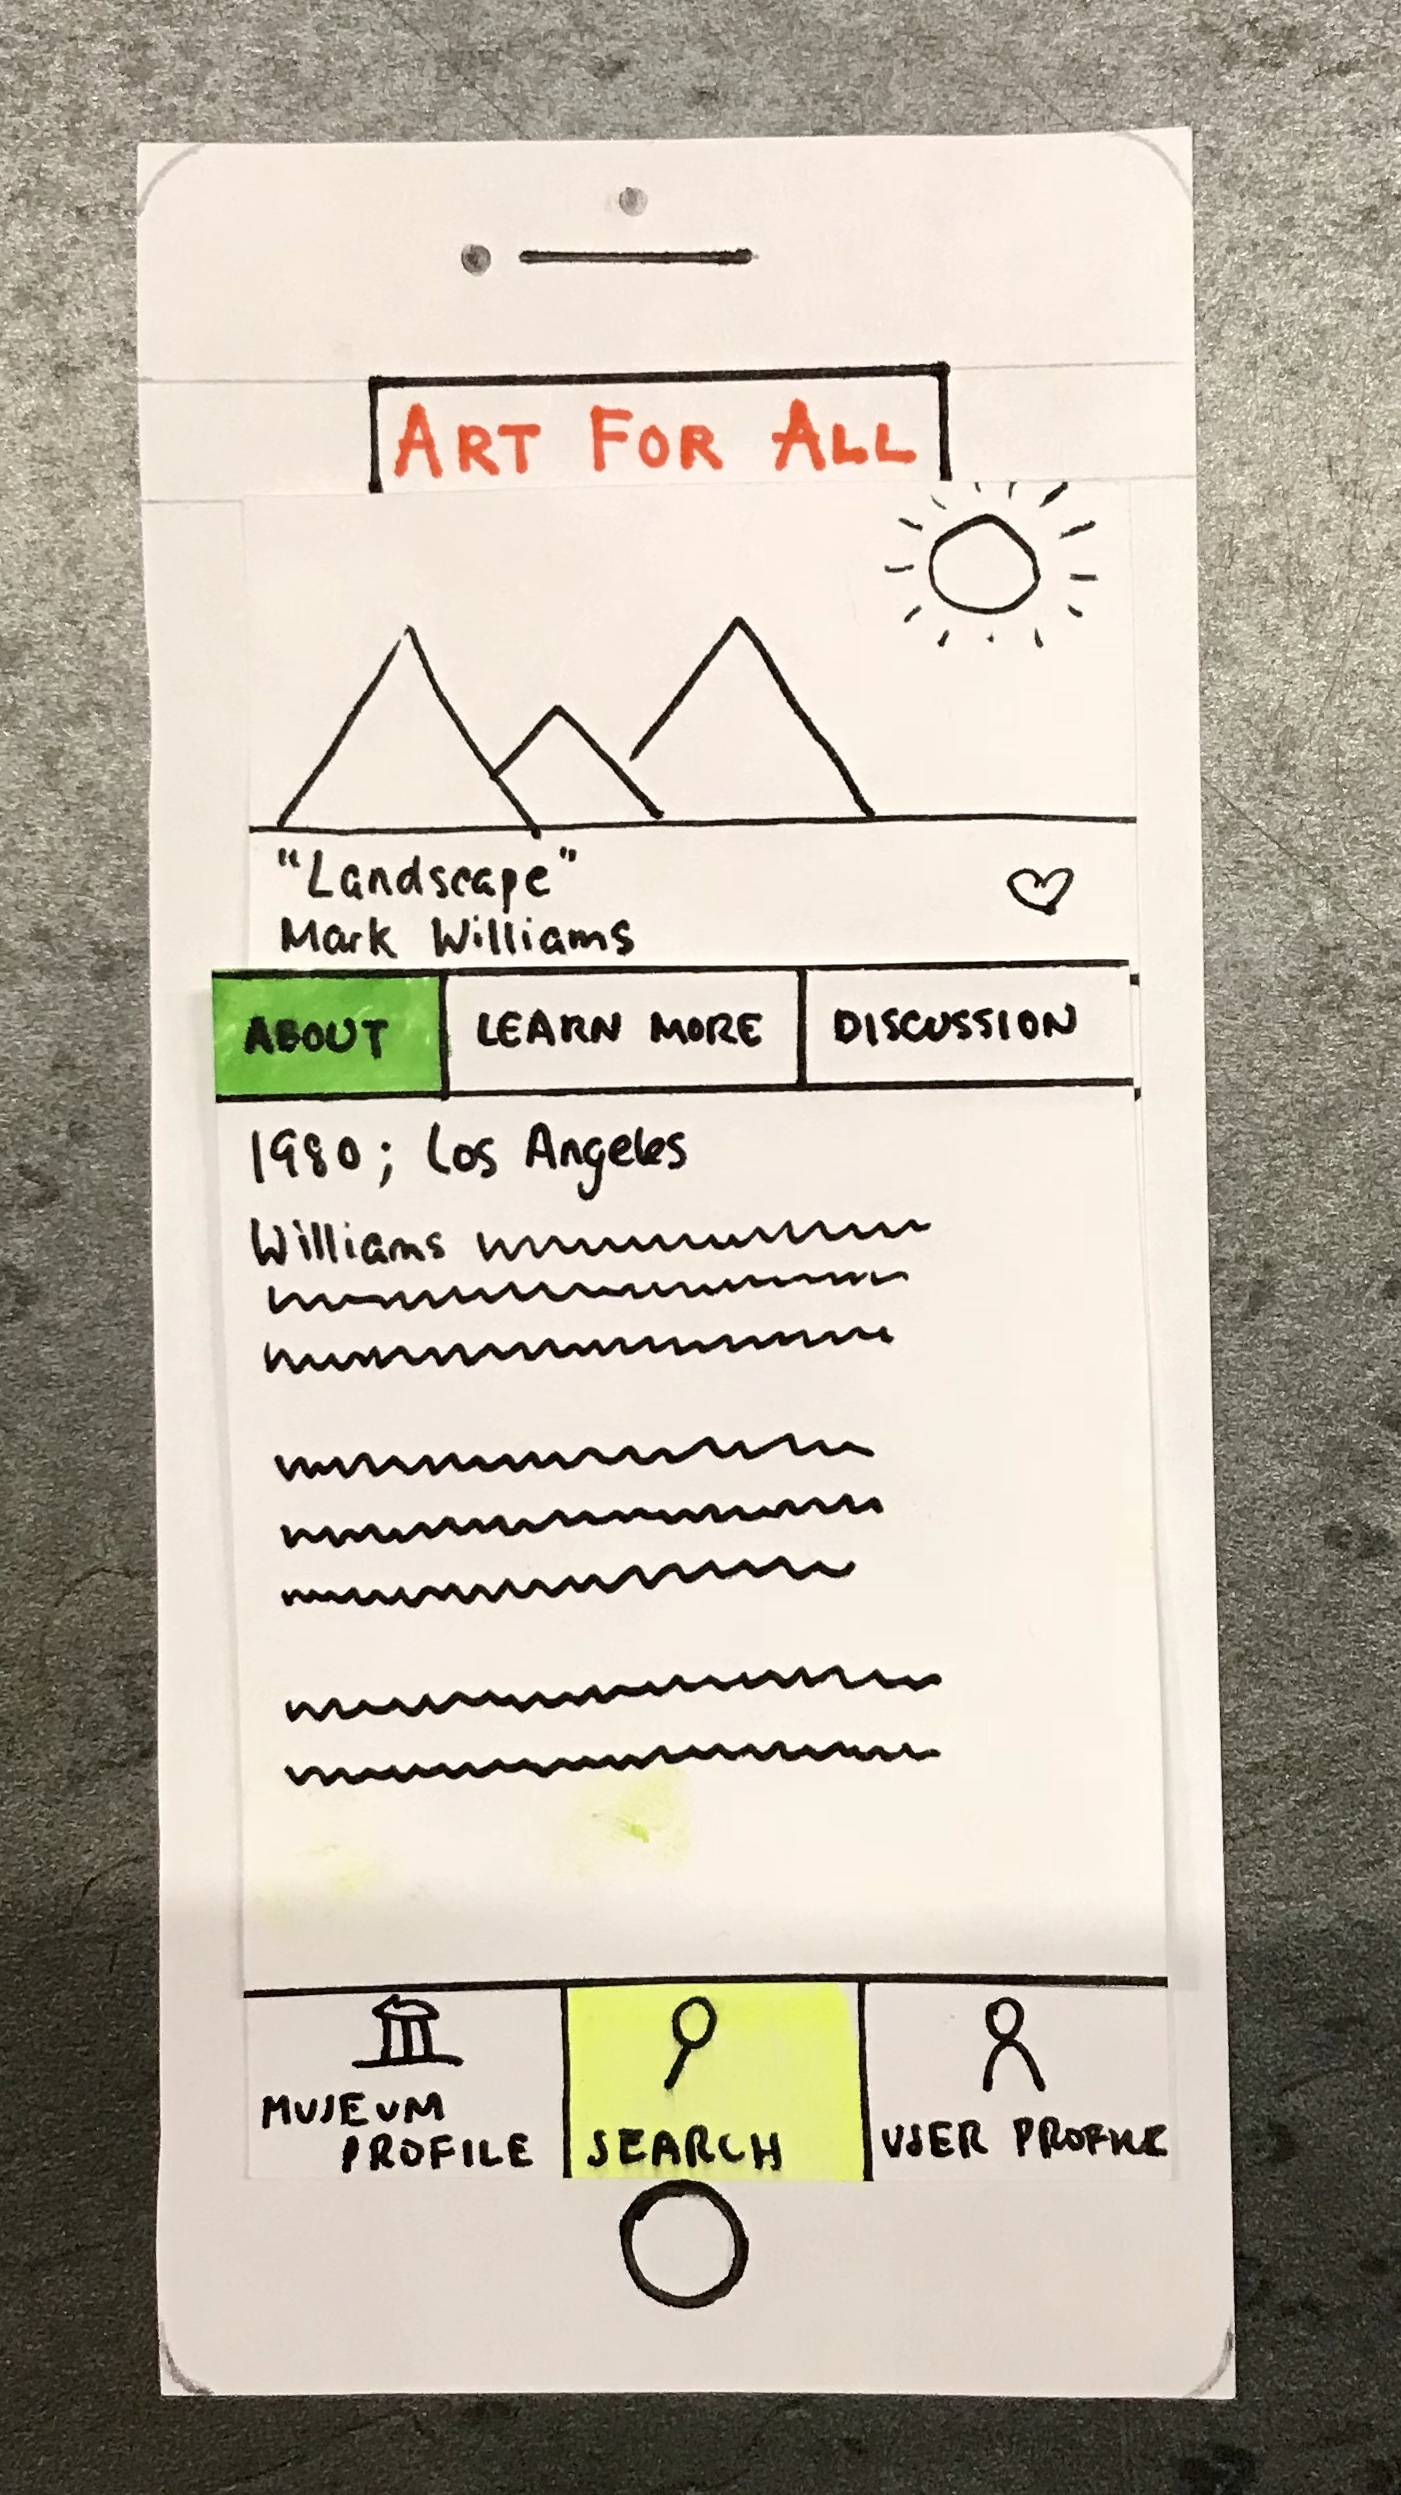 ART FOR ALL
"Landscape"
Mark Williams
ABOUT LEARN MORE DISCUSSION
1980; Los Angeles
Williams
MUSEUM
PROFILE
SEARCH
USER PROFILE